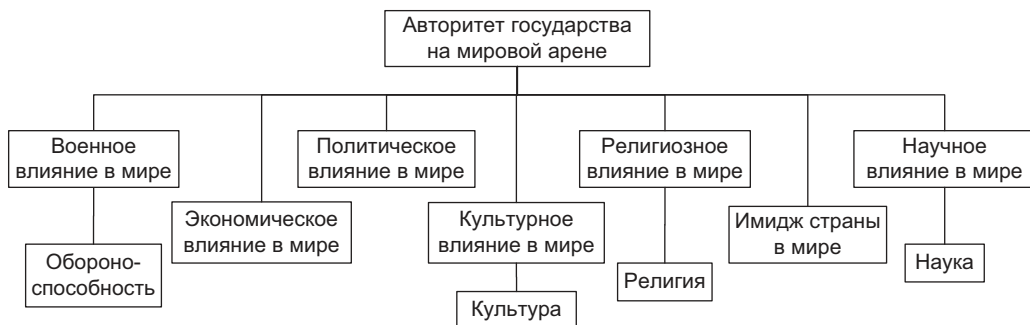 Авторитет государства
на мировой арене
Военное
влияние в мире
Политическое
влияние в мире
Религиозное
влияние в мире
Научное
влияние в мире
Экономическое
влияние в мире
Культурное
влияние в мире
Имидж страны
в мире
Обороно-
способность
Культура
Религия
Наука